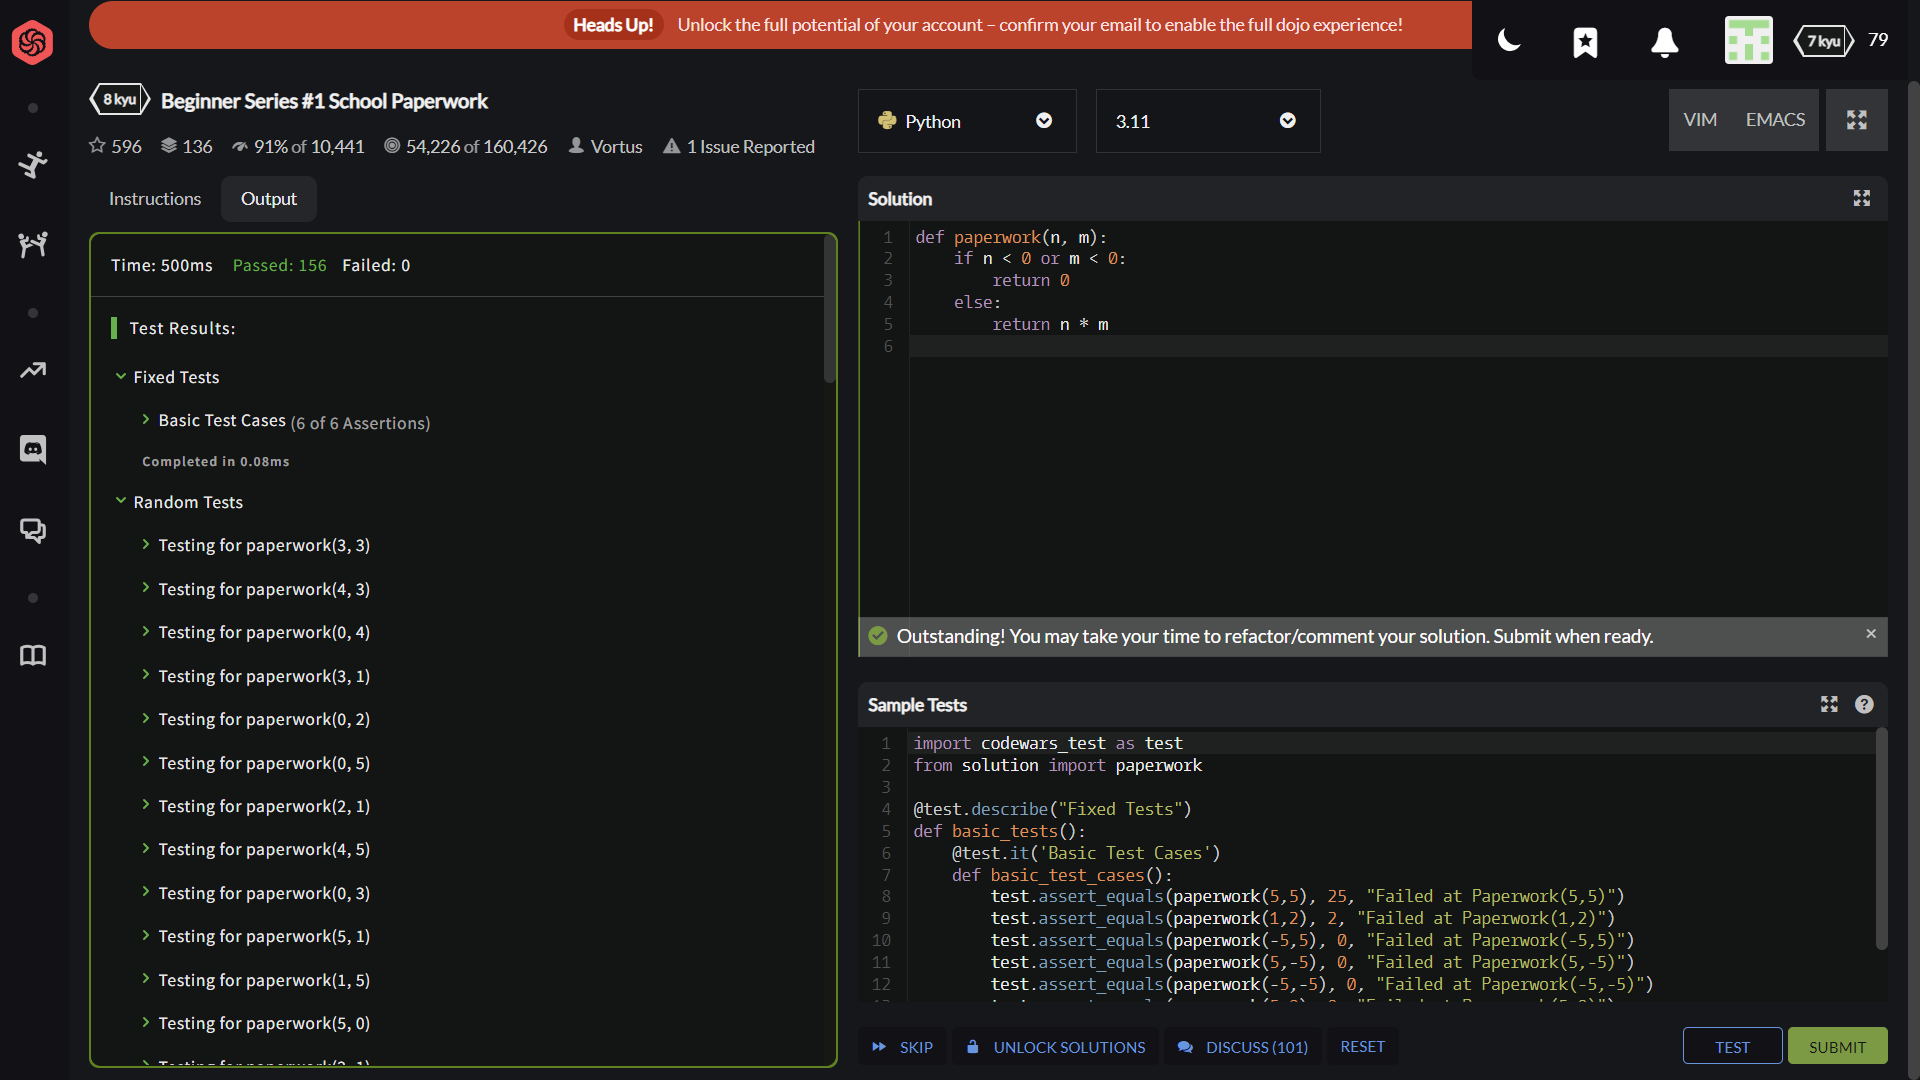 Heads Up! Unlock the full potential of your account – confirm your email to enable the full dojo experience!
7 kyu 79
8 kyu Beginner Series #1 School Paperwork
596 136 91% of 10,441 54,226 of 160,426 Vortus 1 Issue Reported
Instructions Output
Time: 500ms Passed: 156 Failed: 0
Test Results:
Fixed Tests
Basic Test Cases (6 of 6 Assertions)
Completed in 0.08ms
Random Tests
Testing for paperwork(3, 3)
Testing for paperwork(4, 3)
Testing for paperwork(0, 4)
Testing for paperwork(3, 1)
Testing for paperwork(0, 2)
Testing for paperwork(0, 5)
Testing for paperwork(2, 1)
Testing for paperwork(4, 5)
Testing for paperwork(0, 3)
Testing for paperwork(5, 1)
Testing for paperwork(1, 5)
Testing for paperwork(5, 0)
Python 3.11 VIM EMACS
Solution
1 def paperwork(n, m):
2 if n < 0 or m < 0:
3 return 0
4 else:
5 return n * m
6
Outstanding! You may take your time to refactor/comment your solution. Submit when ready. ×
Sample Tests
1 import codewars_test as test
2 from solution import paperwork
3
4 @test.describe("Fixed Tests")
5 def basic_tests():
6 @test.it('Basic Test Cases')
7 def basic_test_cases():
8 test.assert_equals(paperwork(5,5), 25, "Failed at Paperwork(5,5)")
9 test.assert_equals(paperwork(1,2), 2, "Failed at Paperwork(1,2)")
10 test.assert_equals(paperwork(-5,5), 0, "Failed at Paperwork(-5,5)")
11 test.assert_equals(paperwork(5,-5), 0, "Failed at Paperwork(5,-5)")
12 test.assert_equals(paperwork(-5,-5), 0, "Failed at Paperwork(-5,-5)")
SKIP UNLOCK SOLUTIONS DISCUSS (101) RESET TEST SUBMIT